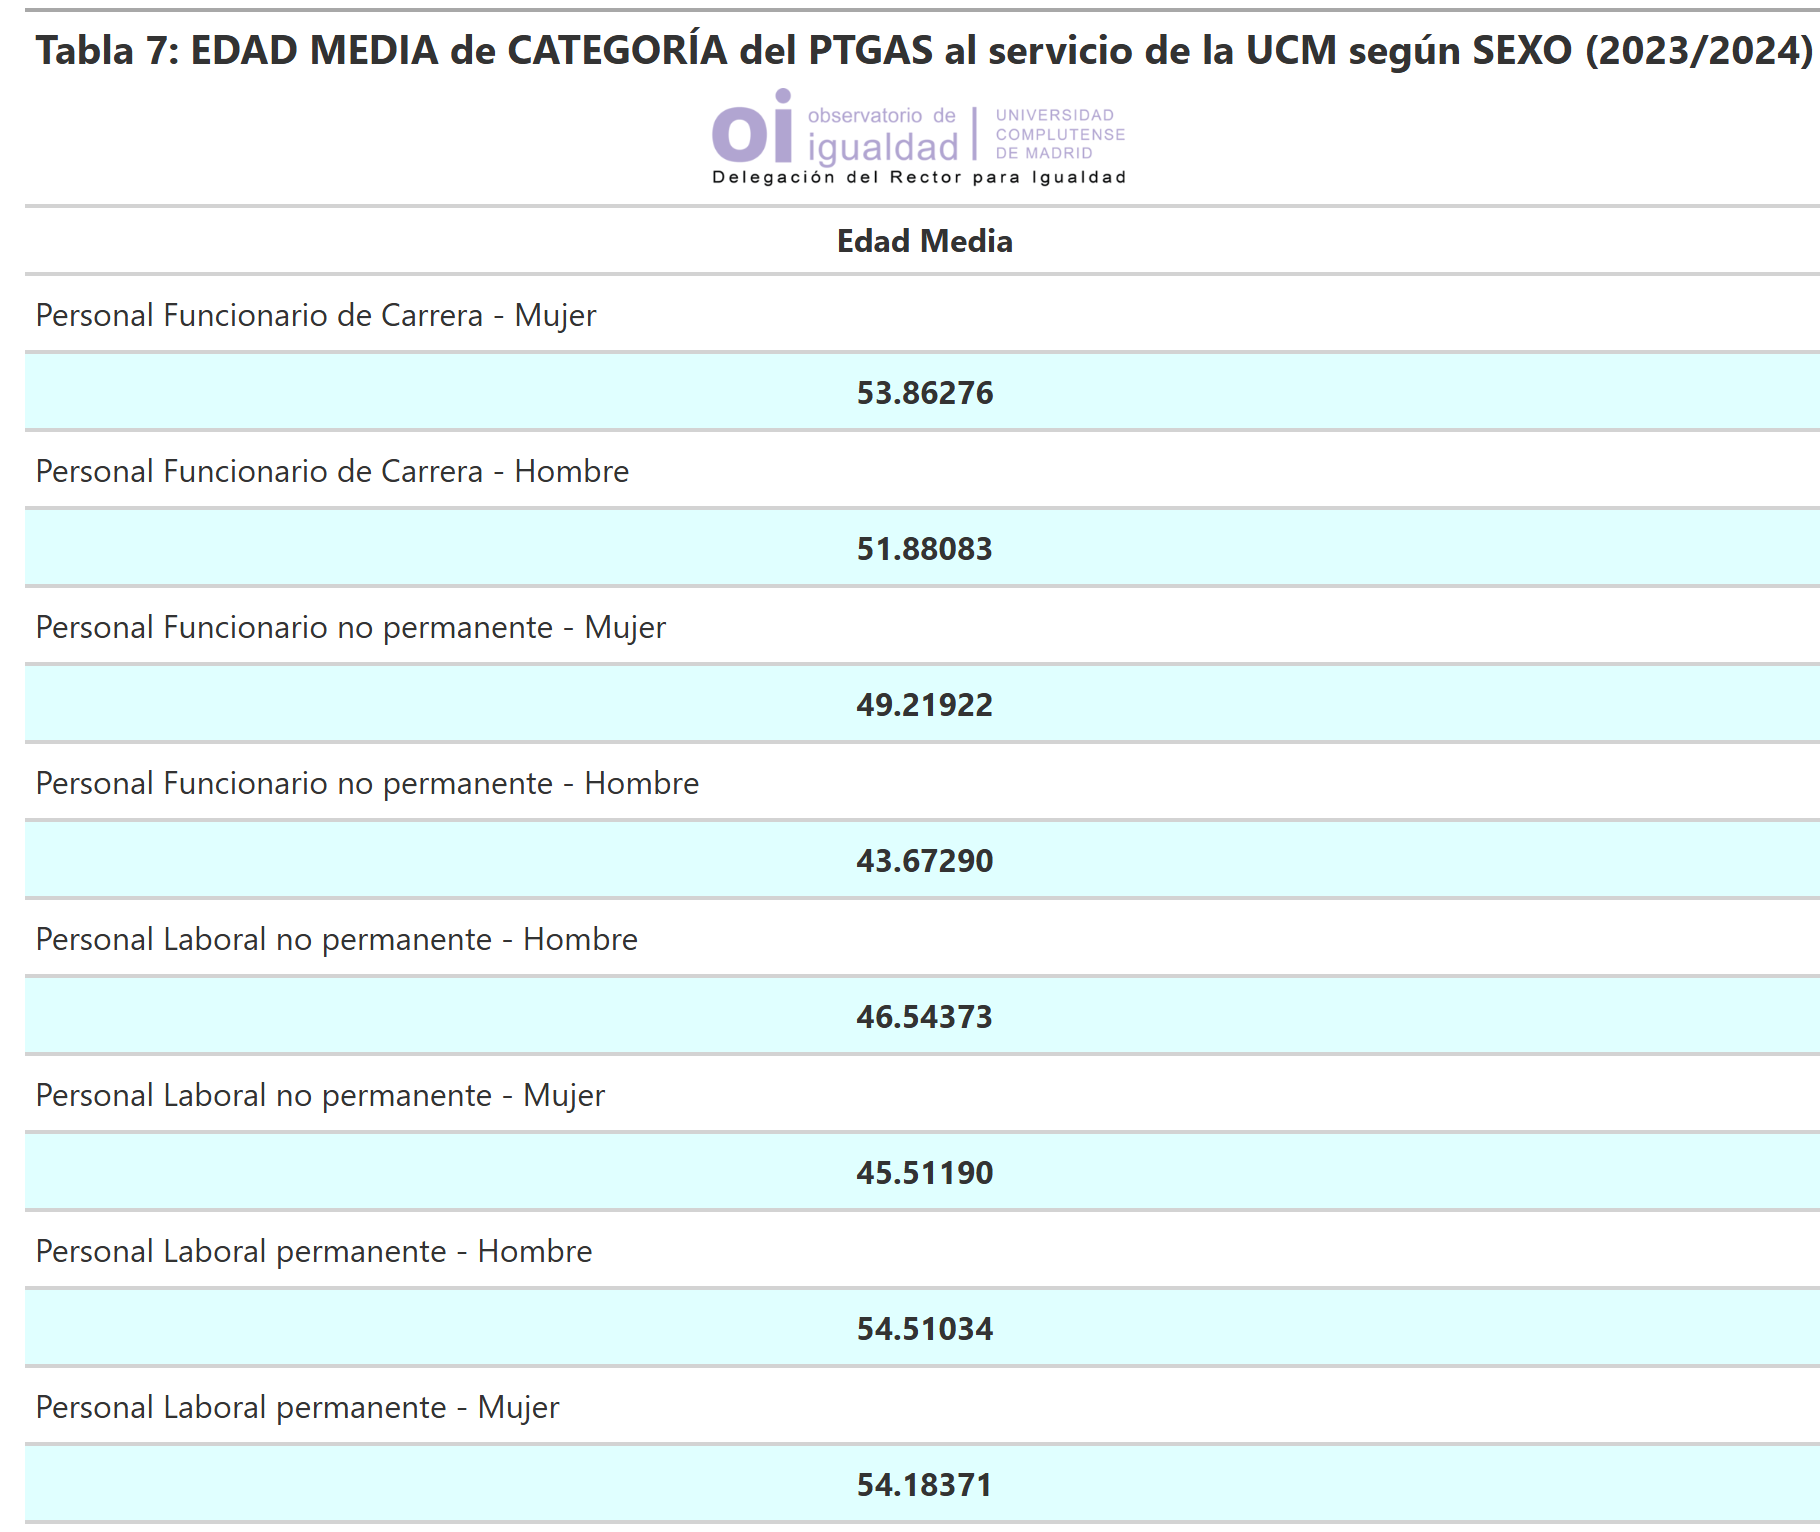 Tabla 7: EDAD MEDIA de CATEGORÍA del PTGAS al servicio de la UCM según SEXO (2023/2024)
oi observatorio de igualdad | UNIVERSIDAD COMPLUTENSE DE MADRID
Delegación del Rector para Igualdad
Edad Media
Personal Funcionario de Carrera - Mujer
53.86276
Personal Funcionario de Carrera - Hombre
51.88083
Personal Funcionario no permanente - Mujer
49.21922
Personal Funcionario no permanente - Hombre
43.67290
Personal Laboral no permanente - Hombre
46.54373
Personal Laboral no permanente - Mujer
45.51190
Personal Laboral permanente - Hombre
54.51034
Personal Laboral permanente - Mujer
54.18371